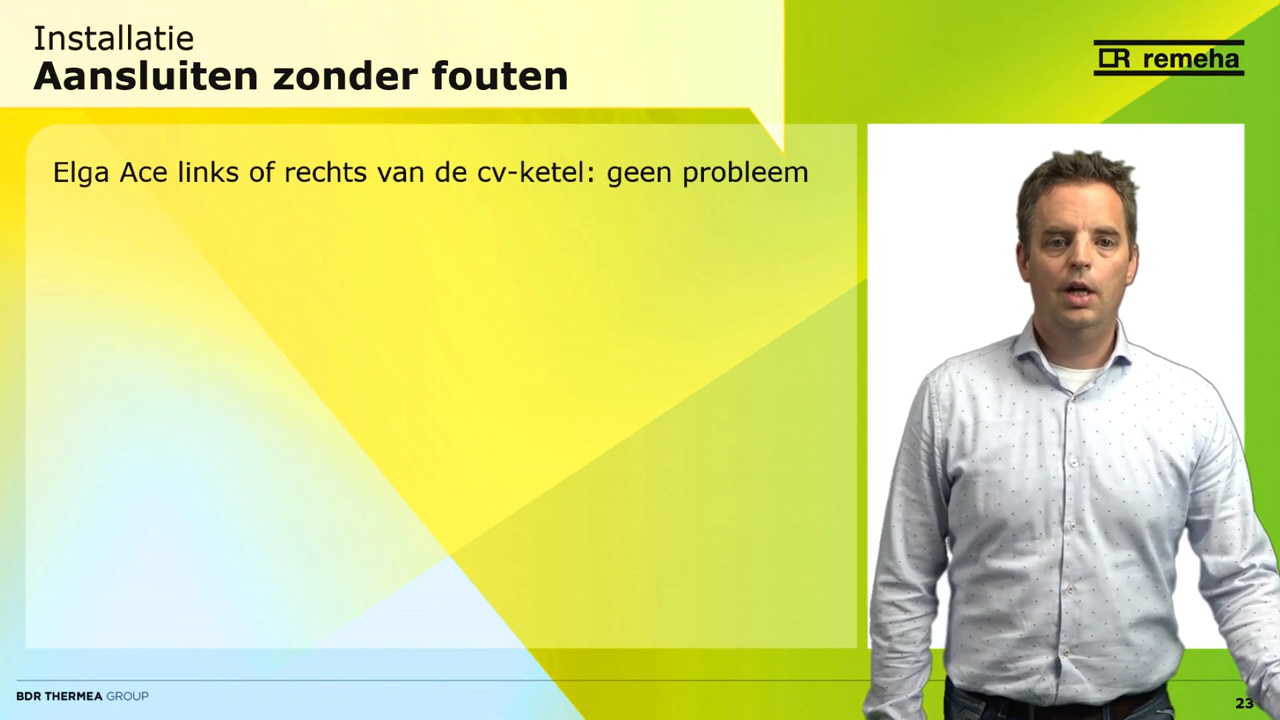 Installatie
Aansluiten zonder fouten
remeha
Elga Ace links of rechts van de cv-ketel: geen probleem
BDR THERMEA GROUP
23